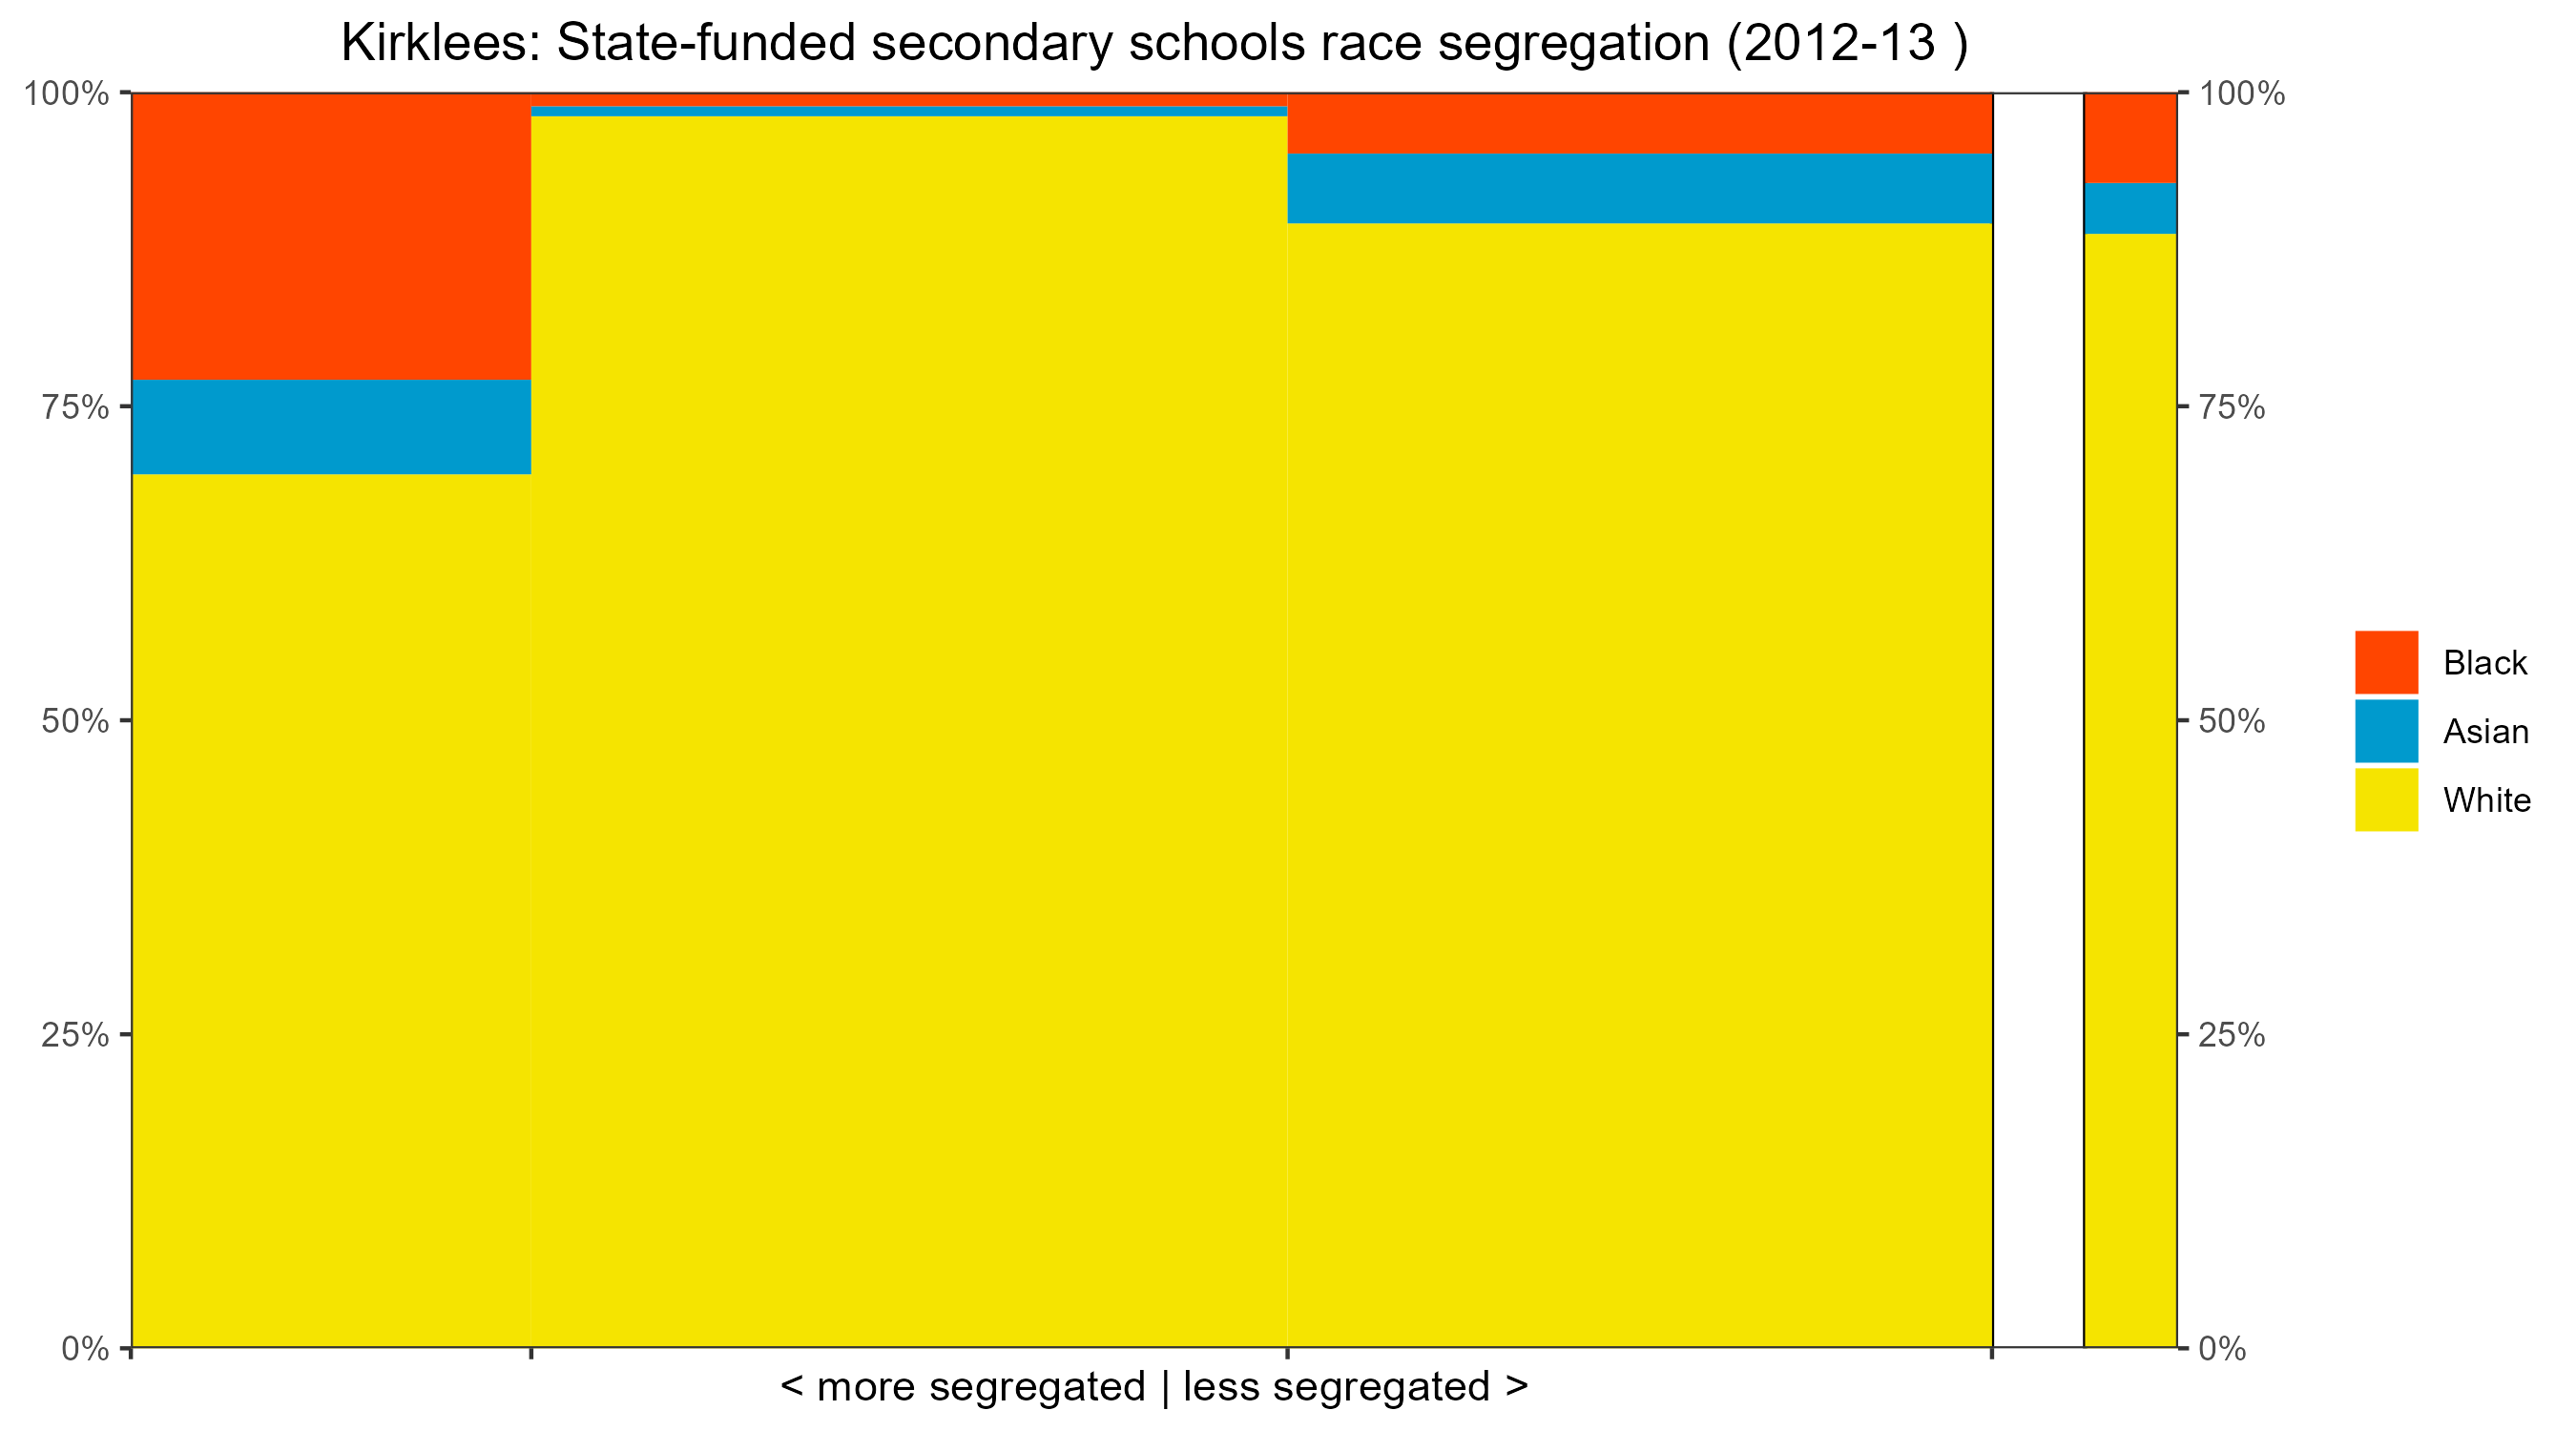 Kirklees: State-funded secondary schools race segregation (2012-13 )
100%
75%
50%
25%
0%
100%
75%
50%
25%
0%
< more segregated | less segregated >
Black
Asian
White